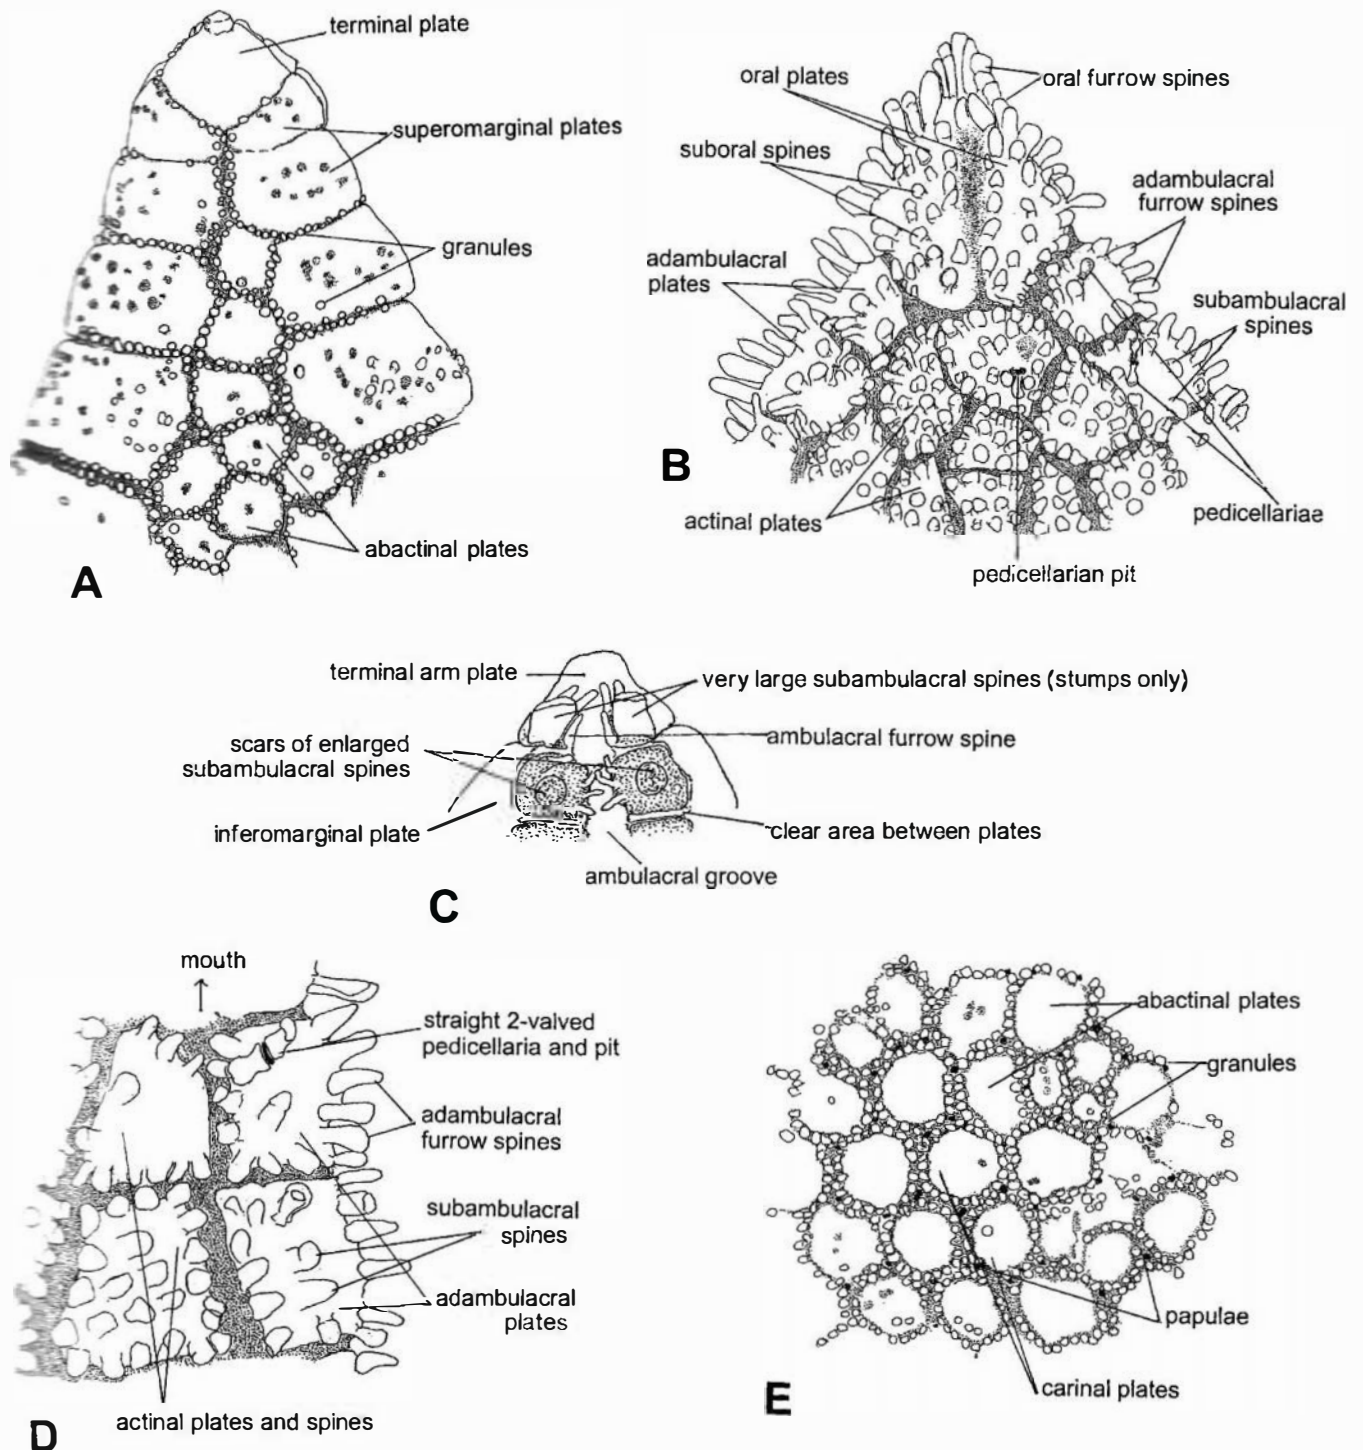 terminal plate
superomarginal plates
granules
abactinal plates
A
oral plates
oral furrow spines
suboral spines
adambulacral
furrow spines
adambulacral
plates
subambulacral
spines
B
actinal plates
pedicellariae
pedicellarian pit
terminal arm plate
very large subambulacral spines (stumps only)
scars of enlarged
subambulacral spines
ambulacral furrow spine
inferomarginal plate
clear area between plates
ambulacral groove
C
mouth
straight 2-valved
pedicellaria and pit
adambulacral
furrow spines
subambulacral
spines
adambulacral
plates
actinal plates and spines
D
abactinal plates
granules
papulae
carinal plates
E